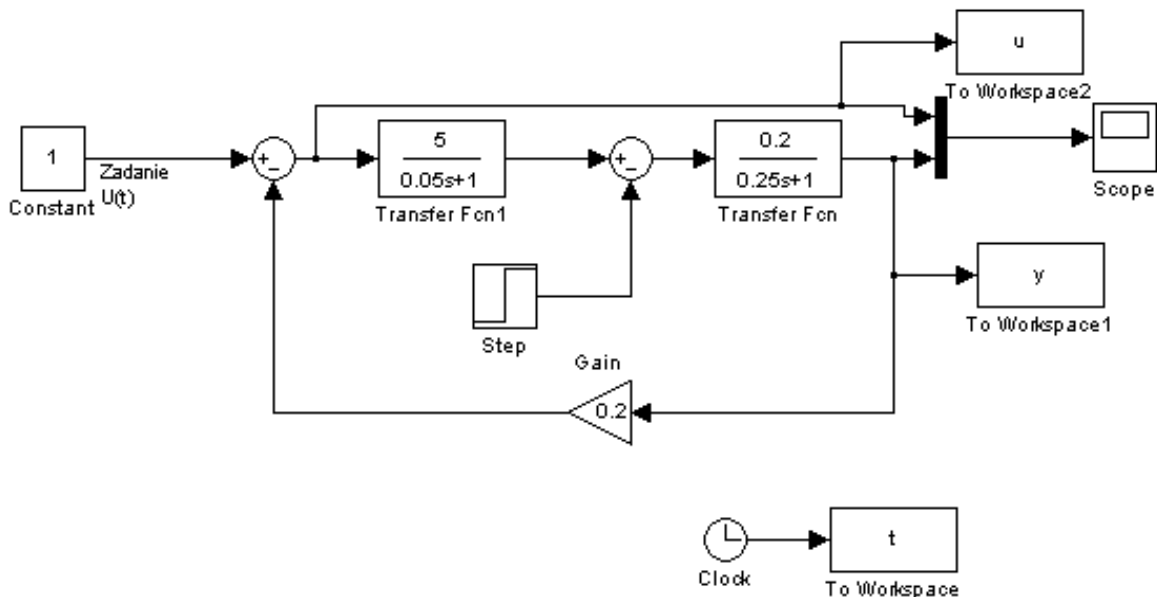 u
To Workspace2
1
Zadanie
U(t)
Constant
+
−
5
0.05s+1
Transfer Fcn1
+
−
0.2
0.25s+1
Transfer Fcn
Scope
Step
y
To Workspace1
Gain
0.2
Clock
t
To Workspace